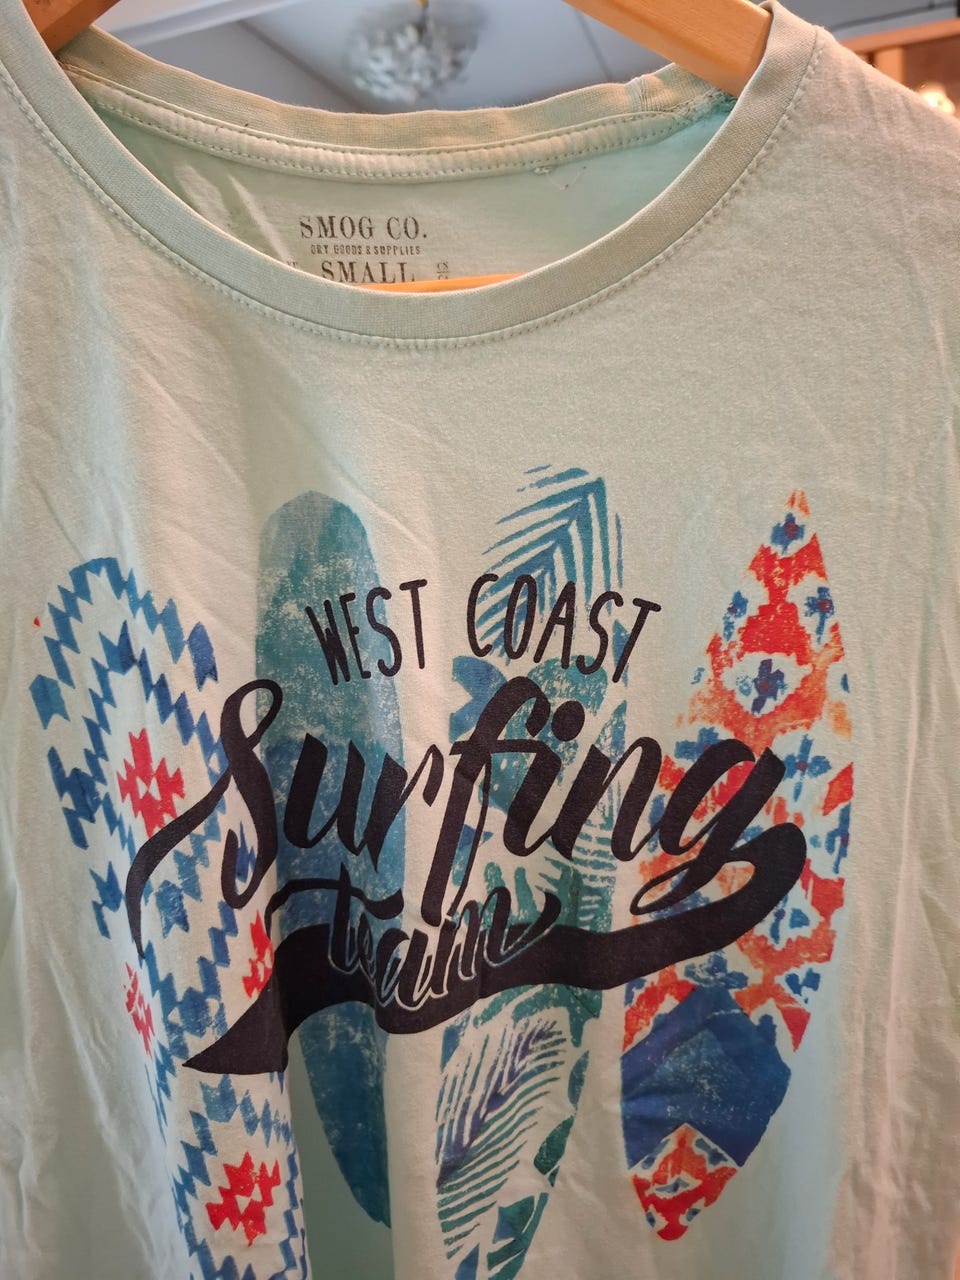 SMOG CO.
DRY GOODS & SUPPLIES
SMALL
WEST COAST
Surfing
team